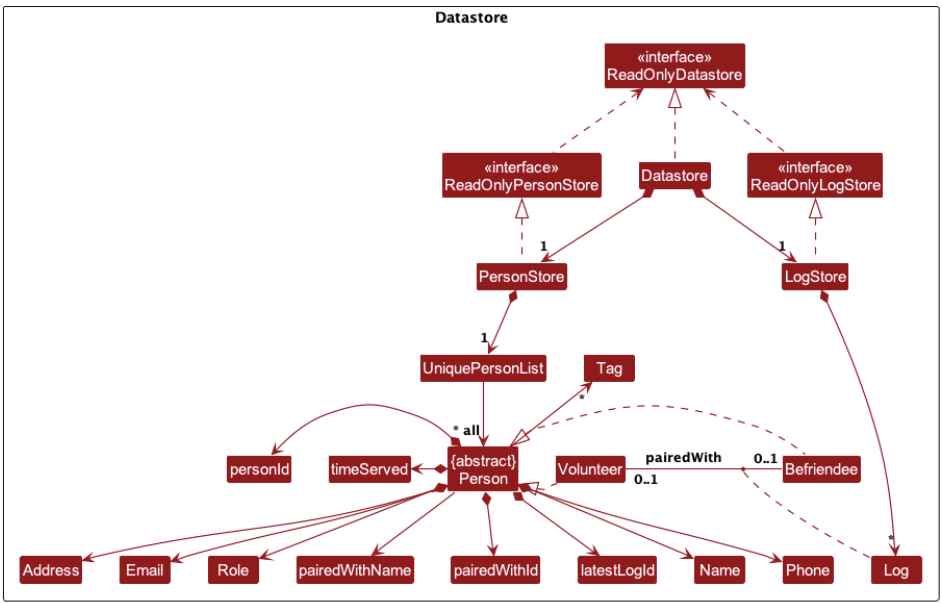 Datastore
«interface»
ReadOnlyDatastore
«interface»
ReadOnlyPersonStore
Datastore
«interface»
ReadOnlyLogStore
1
1
PersonStore
LogStore
1
UniquePersonList
Tag
*
* all
personId
timeServed
{abstract}
Person
Volunteer
pairedWith
0..1
0..1
Befriendee
*
Address
Email
Role
pairedWithName
pairedWithId
latestLogId
Name
Phone
Log